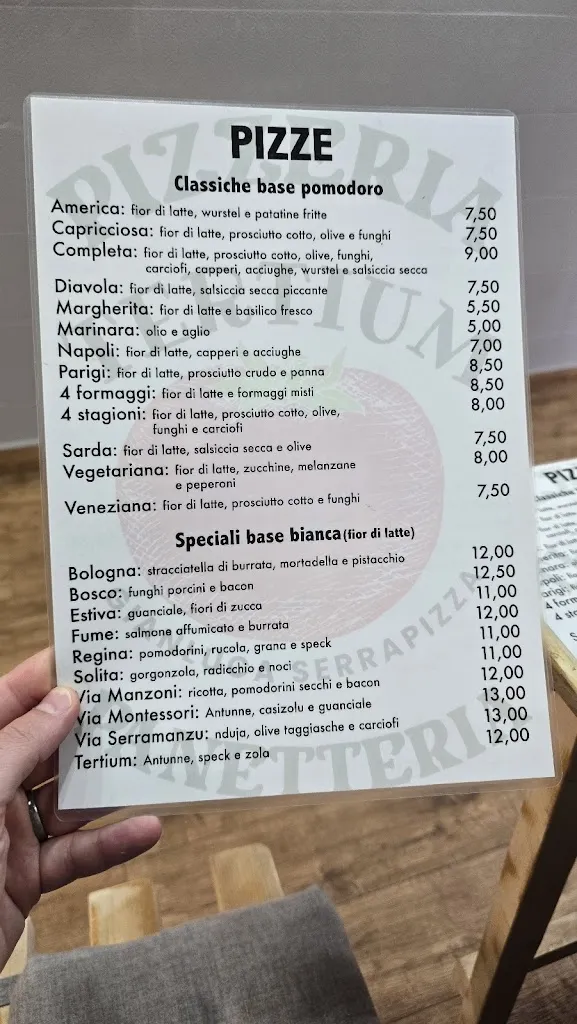 PIZZERIA
TERTIUM
PIZZE
Classiche base pomodoro
America: fior di latte, wurstel e patatine fritte 7,50
Capricciosa: fior di latte, prosciutto cotto, olive e funghi 7,50
Completa: fior di latte, prosciutto cotto, olive, funghi, 9,00
carciofi, capperi, acciughe, wurstel e salsiccia secca
Diavola: fior di latte, salsiccia secca piccante 7,50
Margherita: fior di latte e basilico fresco 5,50
Marinara: olio e aglio 5,00
Napoli: fior di latte, capperi e acciughe 7,00
Parigi: fior di latte, prosciutto crudo e panna 8,50
4 formaggi: fior di latte e formaggi misti 8,50
4 stagioni: fior di latte, prosciutto cotto, olive, 8,00
funghi e carciofi
Sarda: fior di latte, salsiccia secca e olive 7,50
Vegetariana: fior di latte, zucchine, melanzane 8,00
e peperoni
Veneziana: fior di latte, prosciutto cotto e funghi 7,50
Speciali base bianca (fior di latte)
Bologna: stracciatella di burrata, mortadella e pistacchio 12,00
Bosco: funghi porcini e bacon 12,50
Estiva: guanciale, fiori di zucca 11,00
Fume: salmone affumicato e burrata 12,00
Regina: pomodorini, rucola, grana e speck 11,00
Solita: gorgonzola, radicchio e noci 11,00
Via Manzoni: ricotta, pomodorini secchi e bacon 12,00
Via Montessori: Antunne, casizolu e guanciale 13,00
Via Serramanzu: nduja, olive taggiasche e carciofi 13,00
Tertium: Antunne, speck e zola 12,00
SERRAPIZZA